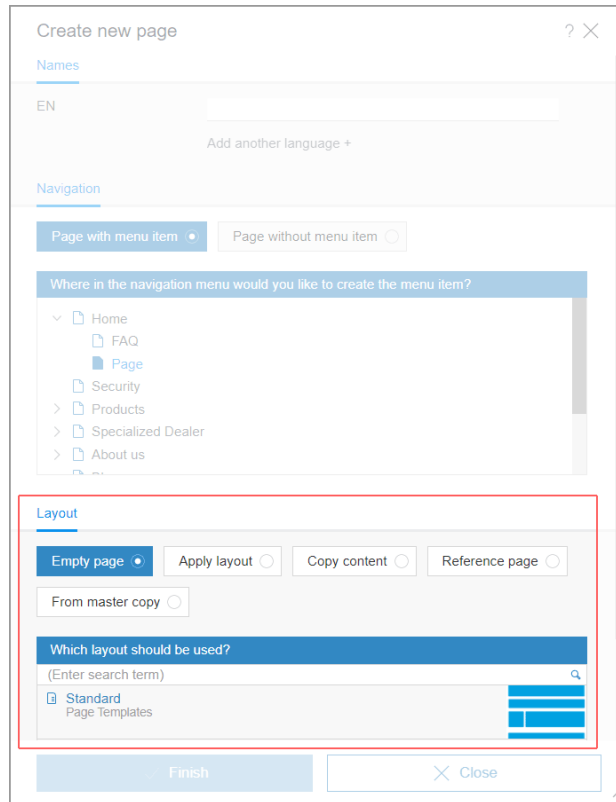 Create new page ?
Names
EN
Add another language +
Navigation
Page with menu item Page without menu item
Where in the navigation menu would you like to create the menu item?
Home
FAQ
Page
Security
Products
Specialized Dealer
About us
Layout
Empty page Apply layout Copy content Reference page
From master copy
Which layout should be used?
(Enter search term)
Standard
Page Templates
Finish Close